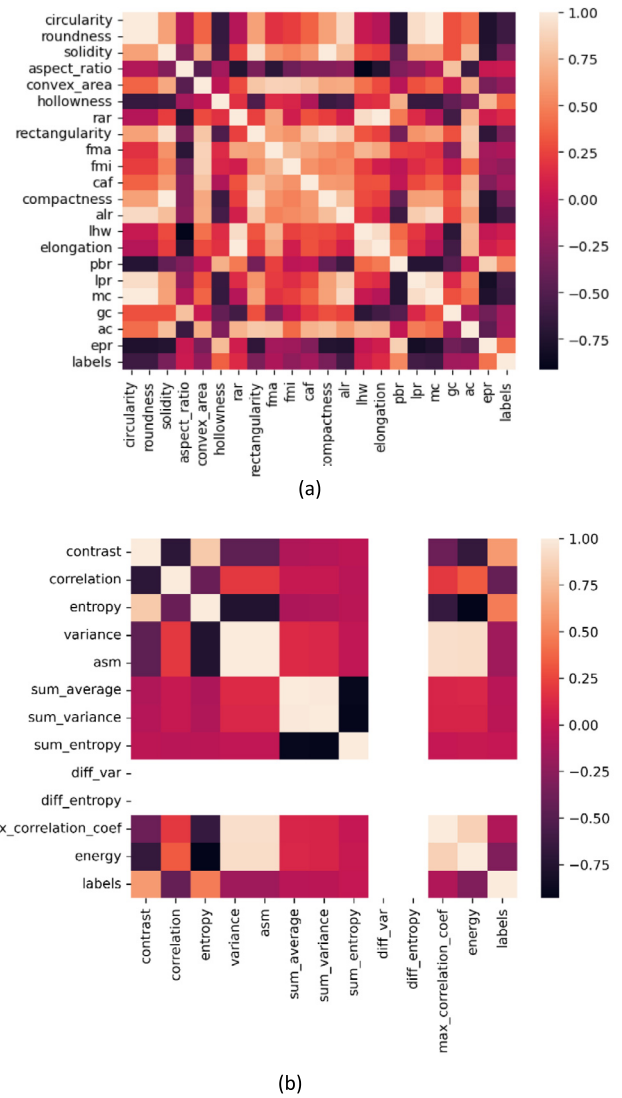 circularity
roundness
solidity
aspect_ratio
convex_area
hollowness
rar
rectangularity
fma
fmi
caf
compactness
alr
lhw
elongation
pbr
lpr
mc
gc
ac
epr
labels
1.00
0.75
0.50
0.25
0.00
−0.25
−0.50
−0.75
circularity
roundness
solidity
aspect_ratio
convex_area
hollowness
rar
rectangularity
fma
fmi
caf
ompactness
alr
lhw
elongation
pbr
lpr
mc
gc
ac
epr
labels
(a)
contrast
correlation
entropy
variance
asm
sum_average
sum_variance
sum_entropy
diff_var
diff_entropy
x_correlation_coef
energy
labels
1.00
0.75
0.50
0.25
0.00
−0.25
−0.50
−0.75
contrast
correlation
entropy
variance
asm
sum_average
sum_variance
sum_entropy
diff_var
diff_entropy
max_correlation_coef
energy
labels
(b)